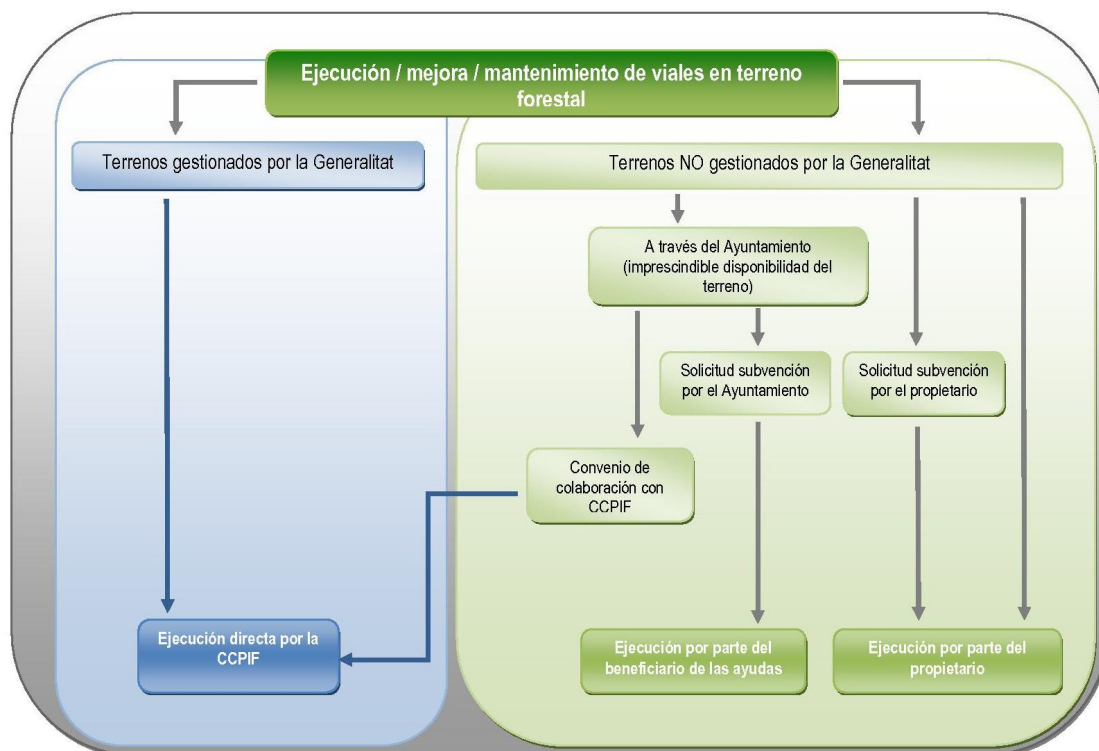 Ejecución / mejora / mantenimiento de viales en terreno
forestal
Terrenos gestionados por la Generalitat
Terrenos NO gestionados por la Generalitat
A través del Ayuntamiento
(imprescindible disponibilidad del
terreno)
Solicitud subvención
por el Ayuntamiento
Solicitud subvención
por el propietario
Convenio de
colaboración con
CCPIF
Ejecución directa por la
CCPIF
Ejecución por parte del
beneficiario de las ayudas
Ejecución por parte del
propietario